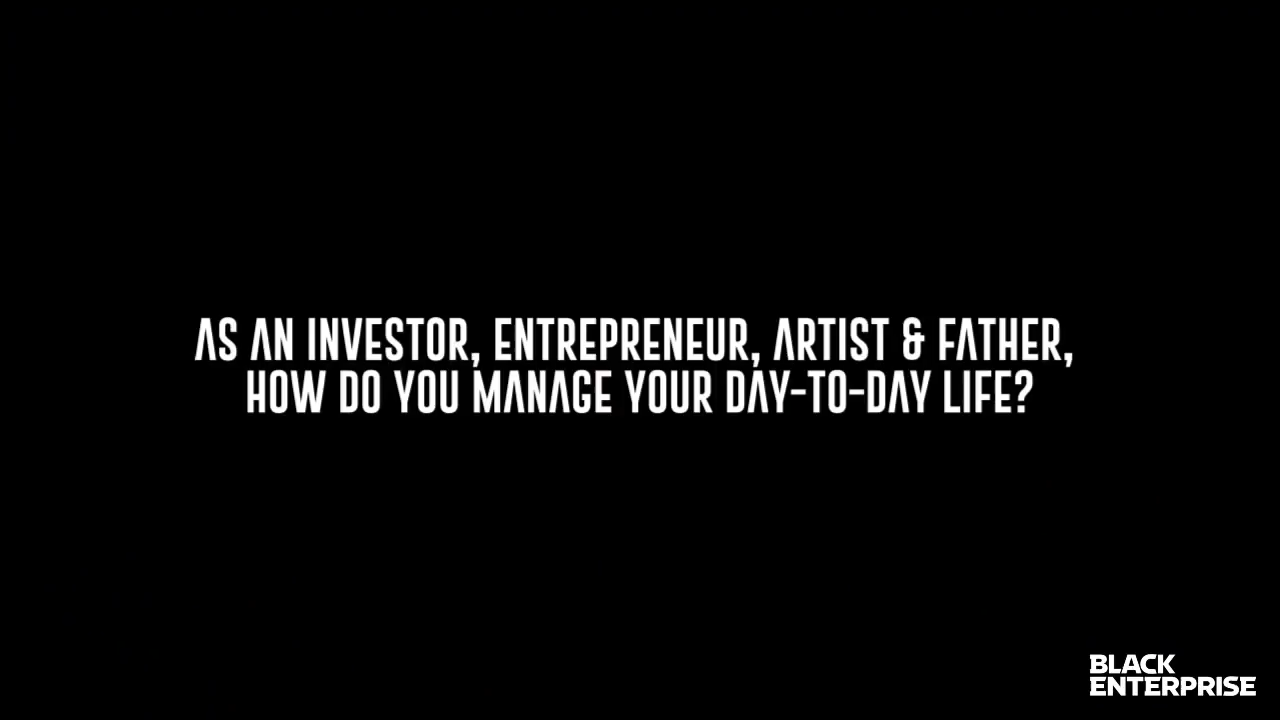 AS AN INVESTOR, ENTREPRENEUR, ARTIST & FATHER,
HOW DO YOU MANAGE YOUR DAY-TO-DAY LIFE?
BLACK
ENTERPRISE